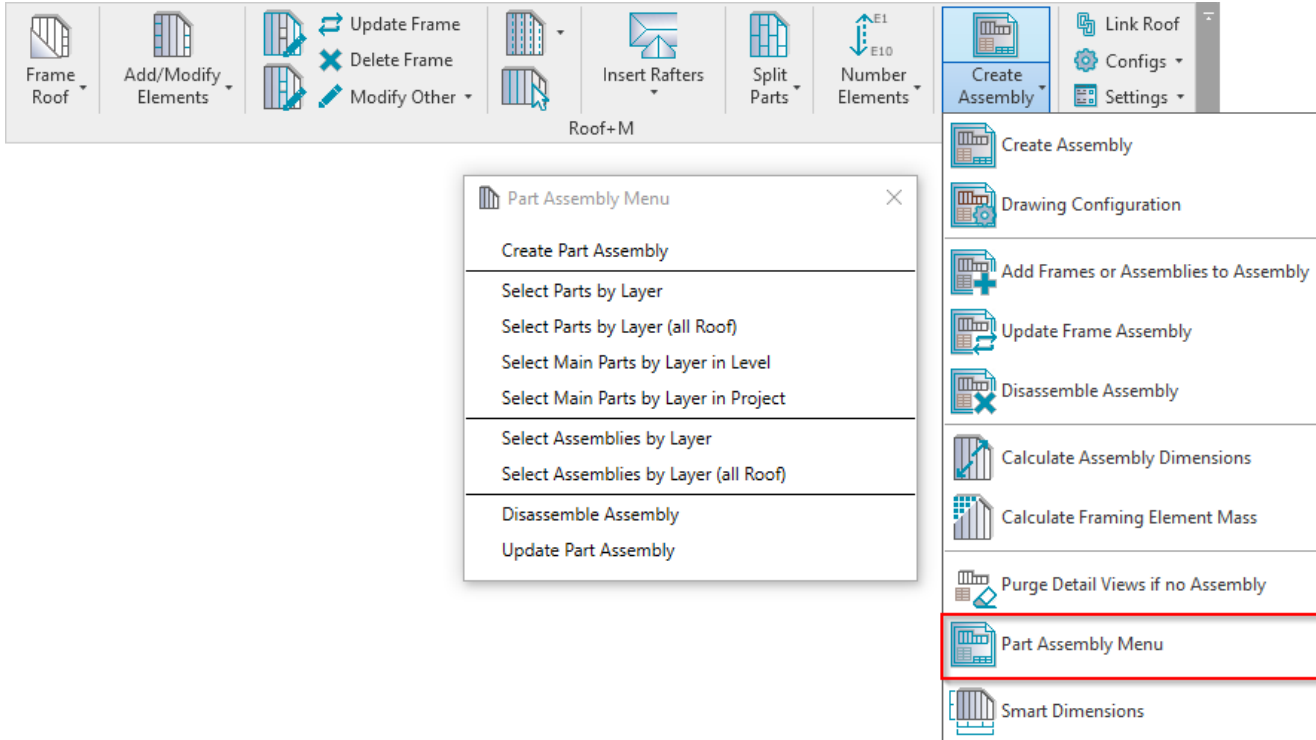 Frame
Roof
Add/Modify
Elements
Update Frame
Delete Frame
Modify Other
Insert Rafters
Split
Parts
E1
E10
Number
Elements
Create
Assembly
Link Roof
Configs
Settings
Roof+M
Create Assembly
Drawing Configuration
Add Frames or Assemblies to Assembly
Update Frame Assembly
Disassemble Assembly
Calculate Assembly Dimensions
Calculate Framing Element Mass
Purge Detail Views if no Assembly
Part Assembly Menu
Smart Dimensions
Part Assembly Menu
Create Part Assembly
Select Parts by Layer
Select Parts by Layer (all Roof)
Select Main Parts by Layer in Level
Select Main Parts by Layer in Project
Select Assemblies by Layer
Select Assemblies by Layer (all Roof)
Disassemble Assembly
Update Part Assembly